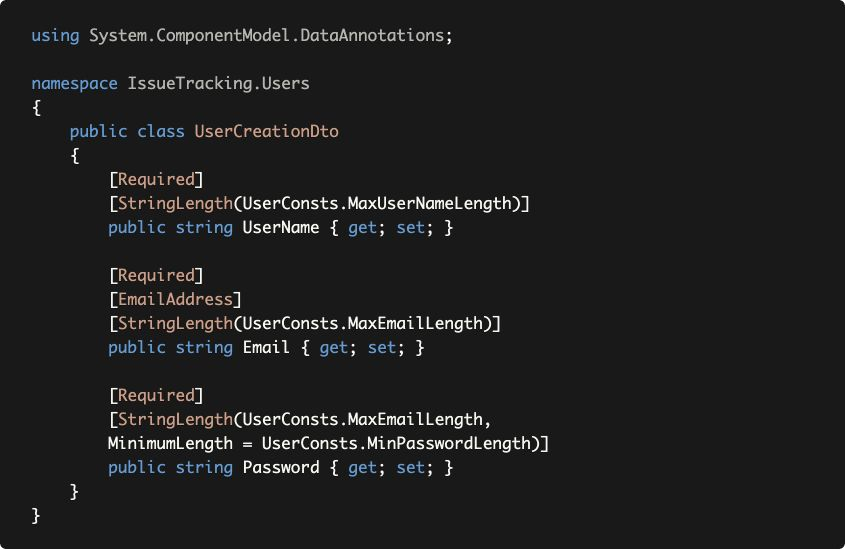 using System.ComponentModel.DataAnnotations;
namespace IssueTracking.Users
{
public class UserCreationDto
{
[Required]
[StringLength(UserConsts.MaxUserNameLength)]
public string UserName { get; set; }
[Required]
[EmailAddress]
[StringLength(UserConsts.MaxEmailLength)]
public string Email { get; set; }
[Required]
[StringLength(UserConsts.MaxEmailLength,
MinimumLength = UserConsts.MinPasswordLength)]
public string Password { get; set; }
}
}